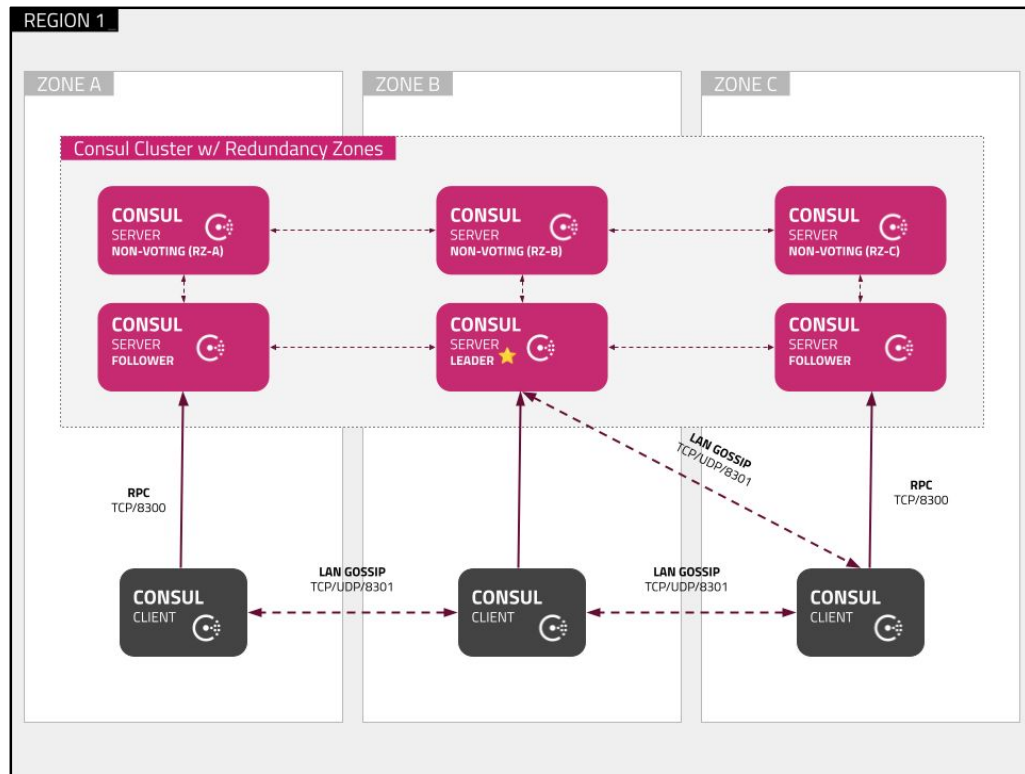 REGION 1
ZONE A
ZONE B
ZONE C
Consul Cluster w/ Redundancy Zones
CONSUL
SERVER
NON-VOTING (RZ-A)
CONSUL
SERVER
NON-VOTING (RZ-B)
CONSUL
SERVER
NON-VOTING (RZ-C)
CONSUL
SERVER
FOLLOWER
CONSUL
SERVER
LEADER
CONSUL
SERVER
FOLLOWER
LAN GOSSIP
TCP/UDP/8301
RPC
TCP/8300
RPC
TCP/8300
LAN GOSSIP
TCP/UDP/8301
LAN GOSSIP
TCP/UDP/8301
CONSUL
CLIENT
CONSUL
CLIENT
CONSUL
CLIENT